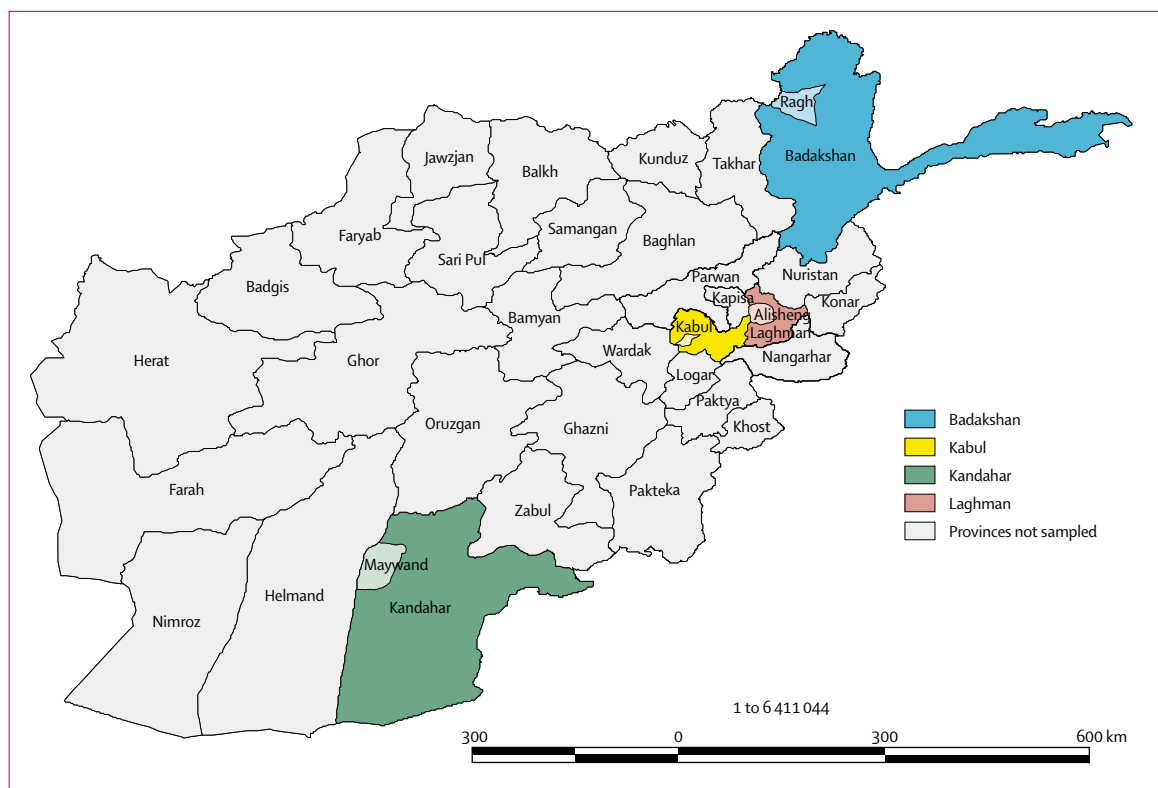 Ragh
Badakshan
Jawzjan
Balkh
Kunduz
Takhar
Faryab
Sari Pul
Samangan
Baghlan
Badgis
Parwan
Nuristan
Kapisa
Konar
Bamyan
Alisheng
Kabul
Laghman
Herat
Ghor
Wardak
Nangarhar
Logar
Paktya
Oruzgan
Ghazni
Khost
Farah
Zabul
Pakteka
Maywand
Helmand
Kandahar
Nimroz
Badakshan
Kabul
Kandahar
Laghman
Provinces not sampled
1 to 6 411 044
300 0 300 600 km